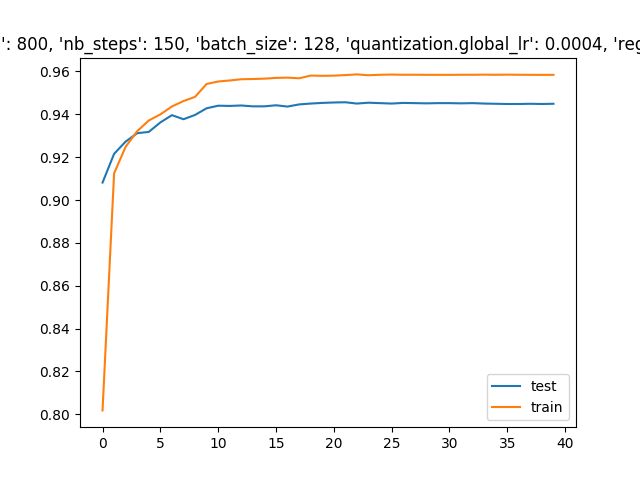 ': 800, 'nb_steps': 150, 'batch_size': 128, 'quantization.global_lr': 0.0004, 'reg
0.96
0.94
0.92
0.90
0.88
0.86
0.84
0.82
0.80
0 5 10 15 20 25 30 35 40
test
train